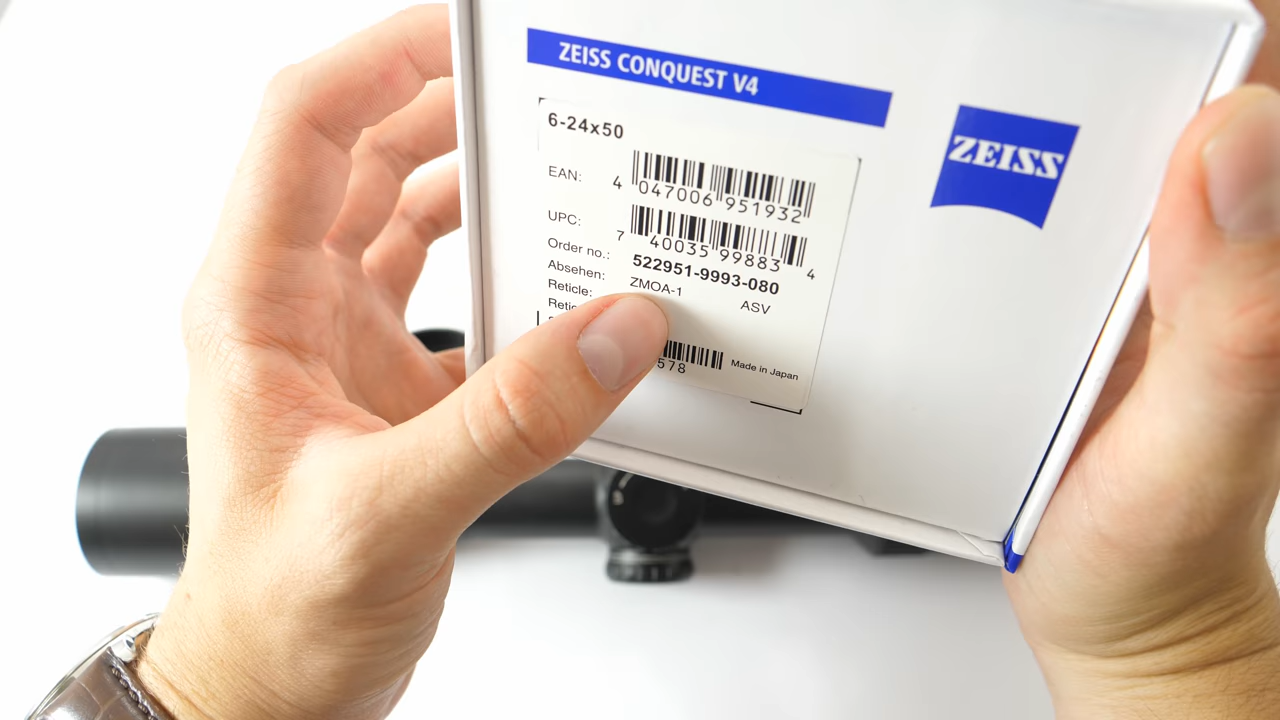 ZEISS CONQUEST V4
ZEISS
6-24x50
EAN: 4 047006 951932
UPC: 7 40035 99883 4
Order no.: 522951-9993-080
Absehen: ZMOA-1 ASV
Reticle:
578 Made in Japan